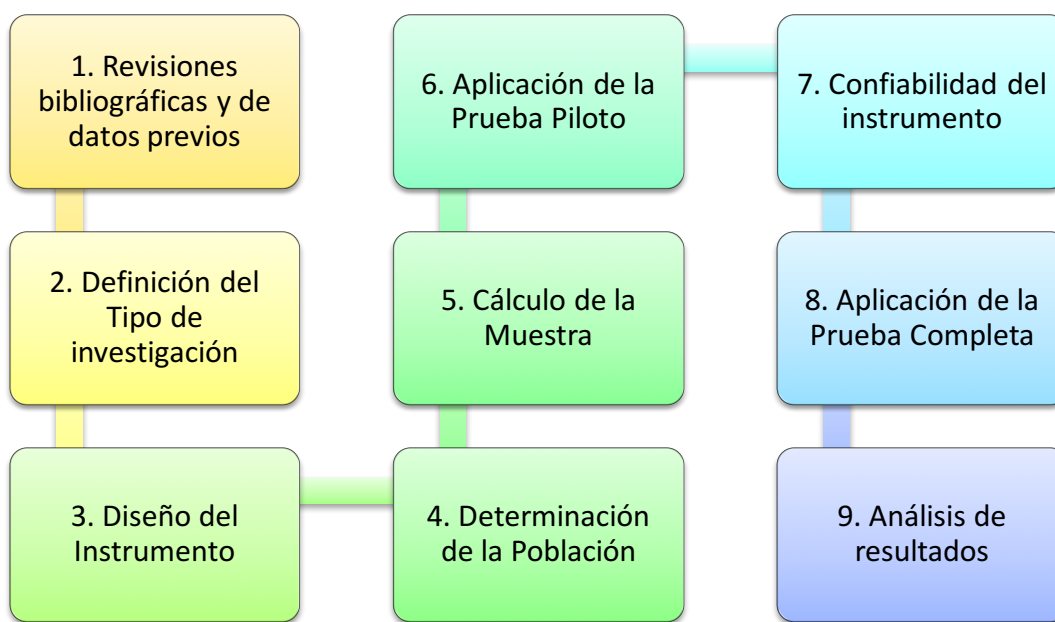 1. Revisiones
bibliográficas y de
datos previos
2. Definición del
Tipo de
investigación
3. Diseño del
Instrumento
4. Determinación
de la Población
5. Cálculo de la
Muestra
6. Aplicación de la
Prueba Piloto
7. Confiabilidad del
instrumento
8. Aplicación de la
Prueba Completa
9. Análisis de
resultados